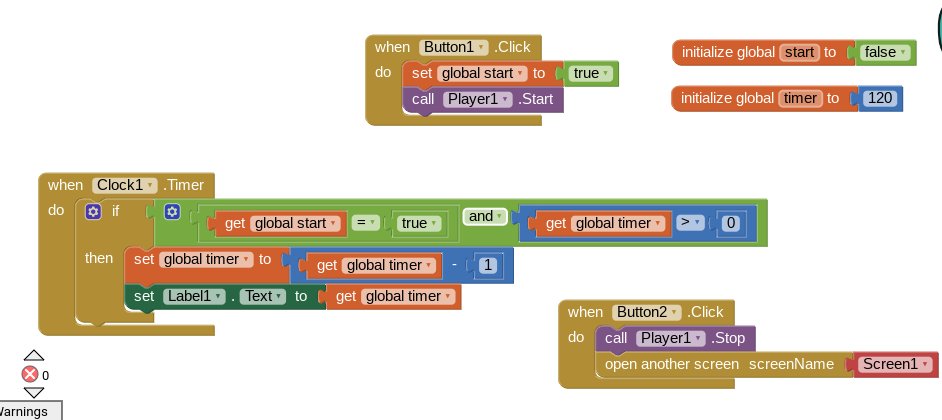 when Button1 .Click
do set global start to true
call Player1 .Start
initialize global start to false
initialize global timer to 120
when Clock1 .Timer
do if get global start = true and get global timer > 0
then set global timer to get global timer - 1
set Label1 . Text to get global timer
when Button2 .Click
do call Player1 .Stop
open another screen screenName Screen1
0
Warnings